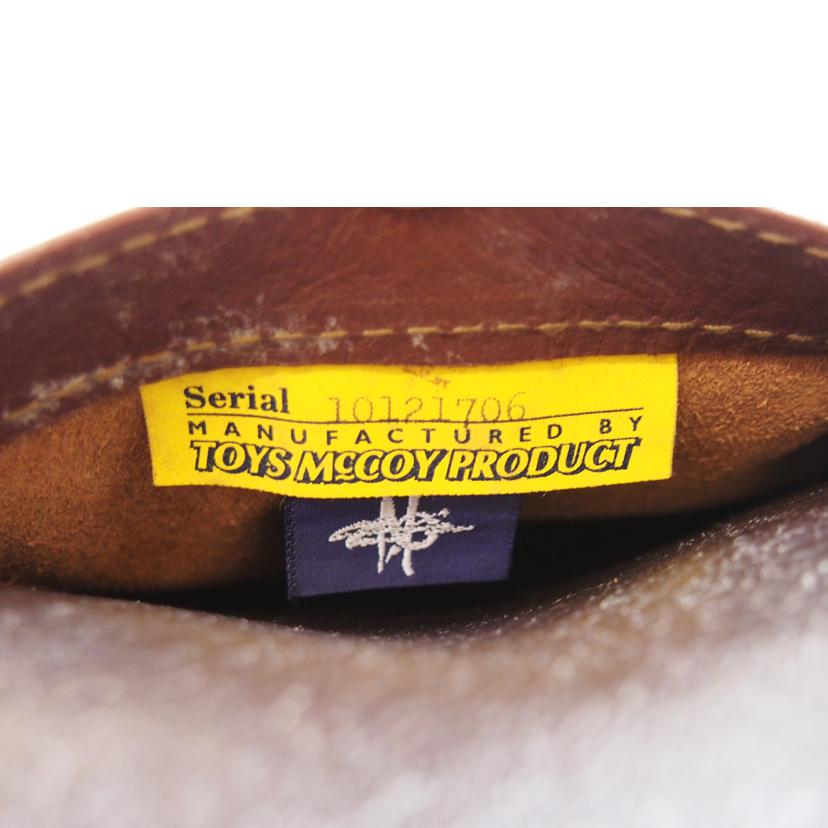 Serial 10121706
MANUFACTURED BY
TOYS McCOY PRODUCT